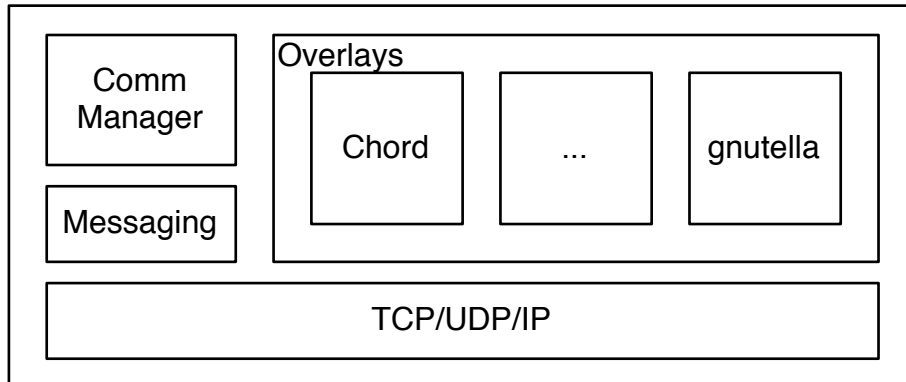 Comm
Manager
Messaging
Overlays
Chord
...
gnutella
TCP/UDP/IP